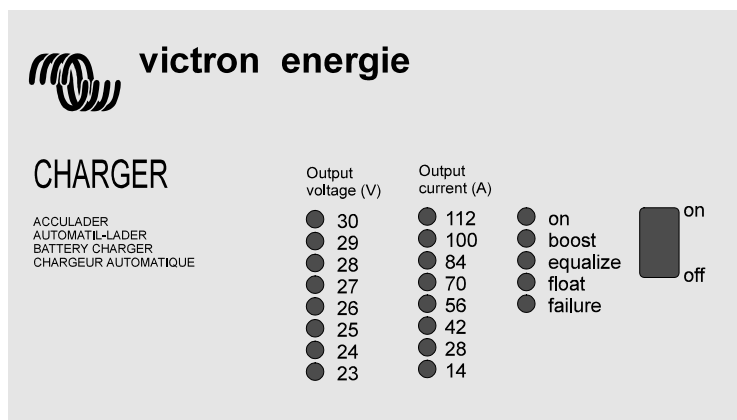 victron energie
CHARGER
ACCULADER
AUTOMATIL-LADER
BATTERY CHARGER
CHARGEUR AUTOMATIQUE
Output
voltage (V)
30
29
28
27
26
25
24
23
Output
current (A)
112
100
84
70
56
42
28
14
on
boost
equalize
float
failure
on
off